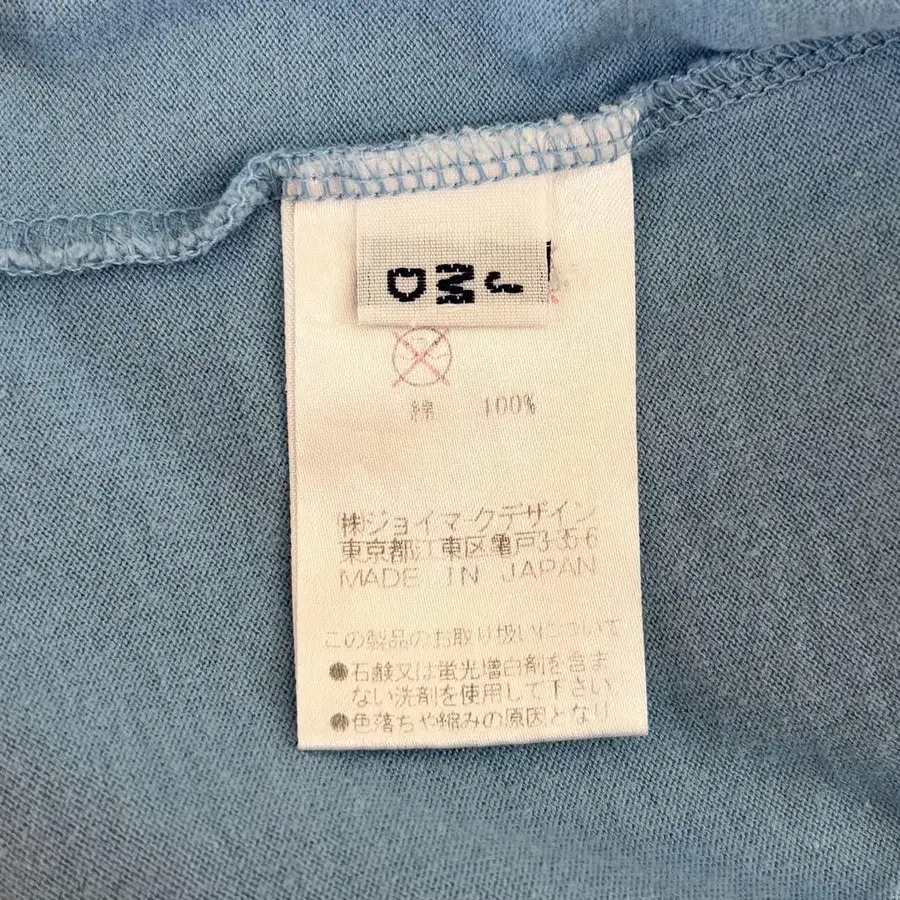 JMD
綿 100%
㈱ジョイマークデザイン
東京都江東区亀戸3-35-6
MADE IN JAPAN
この製品のお取り扱いについて
●石鹸又は蛍光増白剤を含ま
ない洗剤を使用して下さい
●色落ちや縮みの原因となり